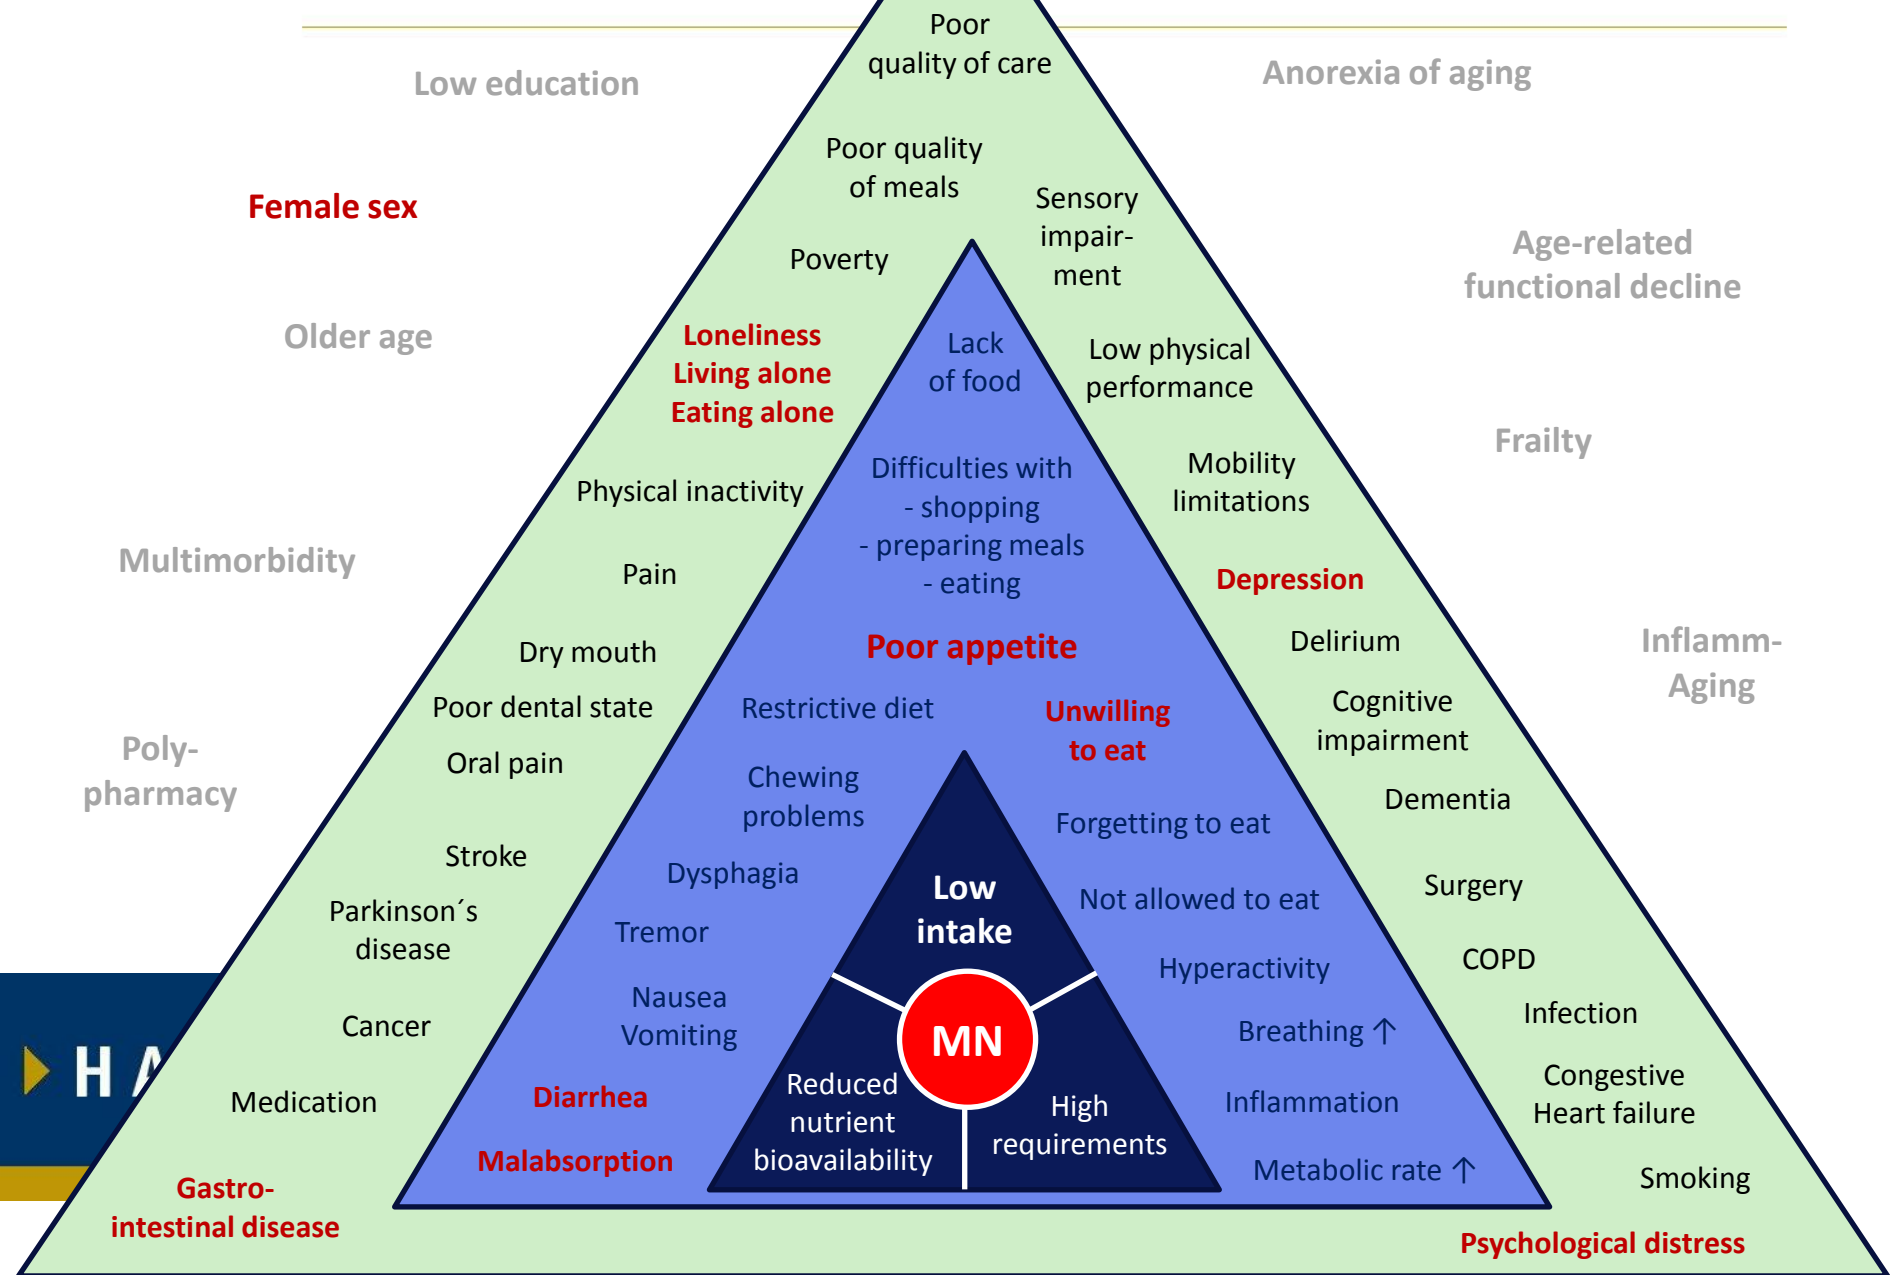 Poor
quality of care
Low education
Anorexia of aging
Poor quality
of meals
Female sex
Sensory
impair-
ment
Poverty
Age-related
functional decline
Older age
Loneliness
Living alone
Eating alone
Lack
of food
Low physical
performance
Frailty
Physical inactivity
Difficulties with
- shopping
- preparing meals
- eating
Mobility
limitations
Multimorbidity
Pain
Depression
Dry mouth
Poor appetite
Delirium
Inflamm-
Aging
Poor dental state
Restrictive diet
Unwilling
to eat
Cognitive
impairment
Poly-
pharmacy
Oral pain
Chewing
problems
Forgetting to eat
Dementia
Stroke
Dysphagia
Low
intake
Not allowed to eat
Surgery
Parkinson´s
disease
Tremor
Hyperactivity
COPD
Nausea
Vomiting
Cancer
MN
Breathing ↑
Infection
HA
Medication
Diarrhea
Reduced
nutrient
bioavailability
High
requirements
Inflammation
Congestive
Heart failure
Malabsorption
Metabolic rate ↑
Smoking
Gastro-
intestinal disease
Psychological distress